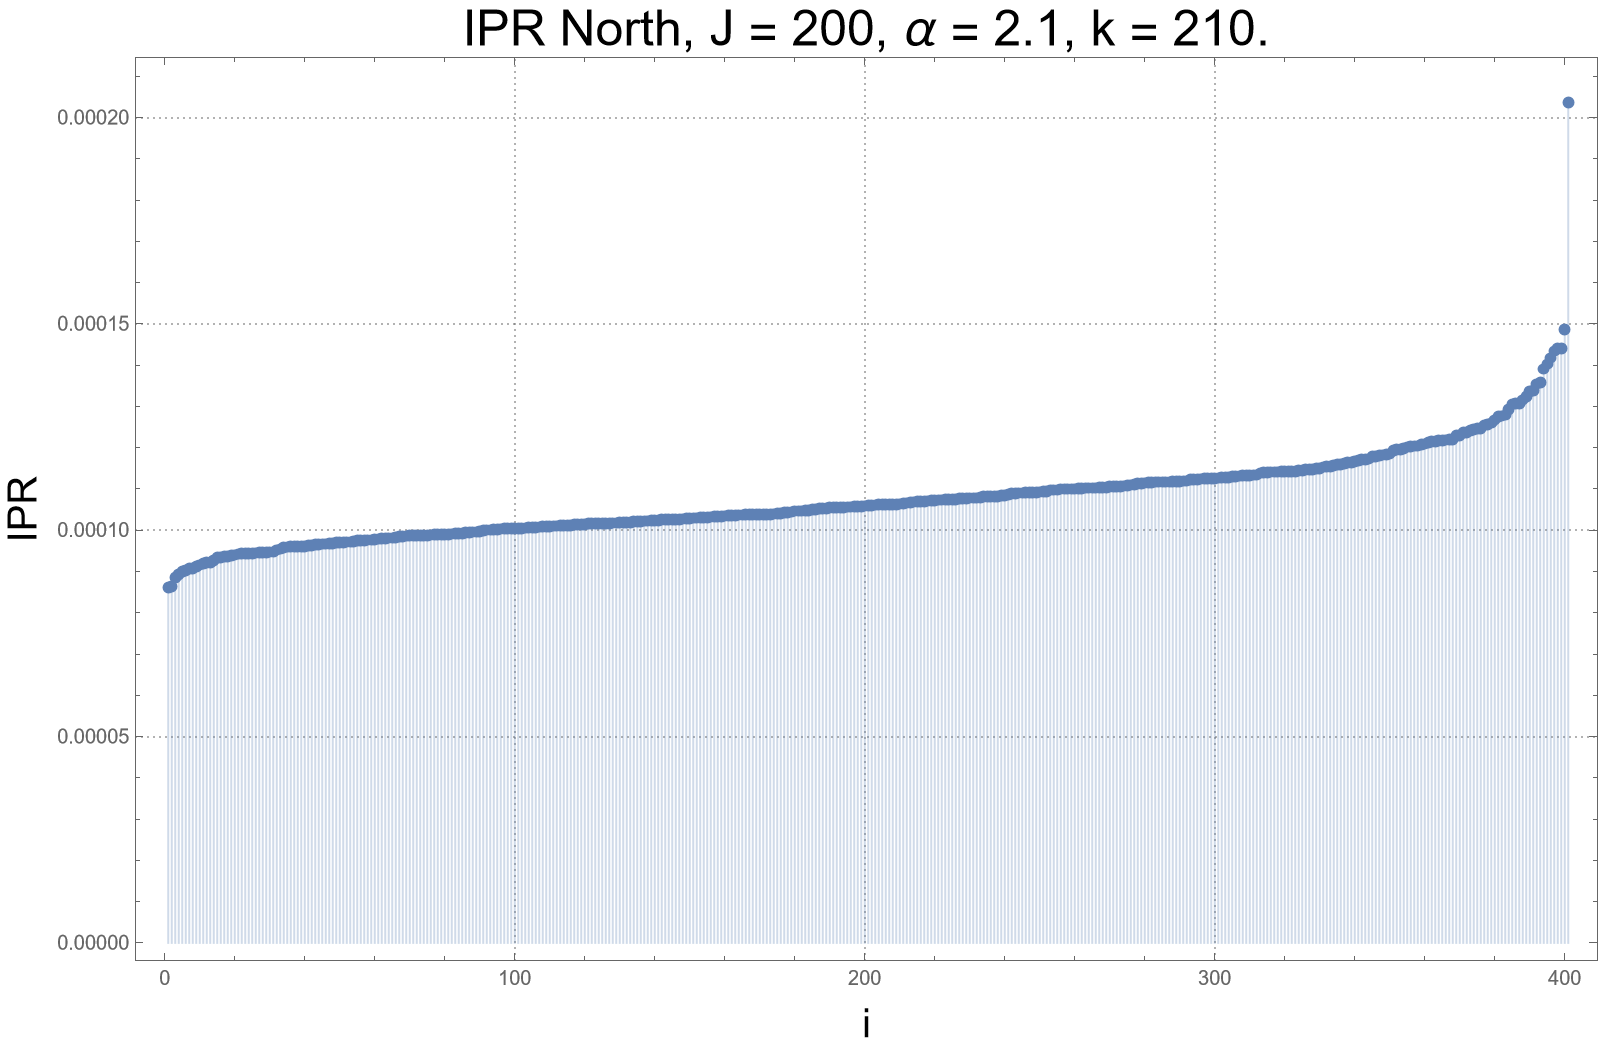 IPR North, J = 200, α = 2.1, k = 210.
0.00020
0.00015
0.00010
0.00005
0.00000
IPR
0 100 200 300 400
i